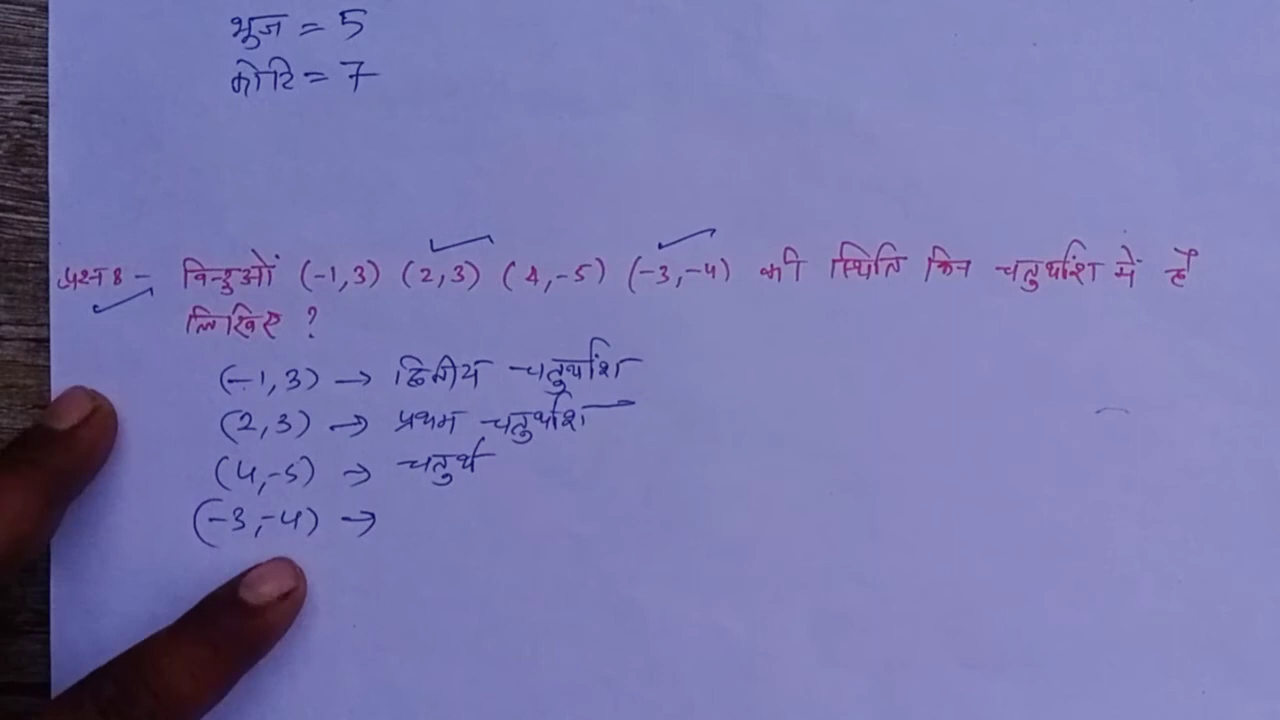 भूज = 5
कोटि = 7
प्रश्न 8 - बिन्दुओं (-1,3) (2,3) (4,-5) (-3,-4) की स्थिति किन चतुर्थांश में हैं
लिखिए ?
(-1,3) → द्वितीय चतुर्थांश
(2,3) → प्रथम चतुर्थांश
(4,-5) → चतुर्थ
(-3,-4) →